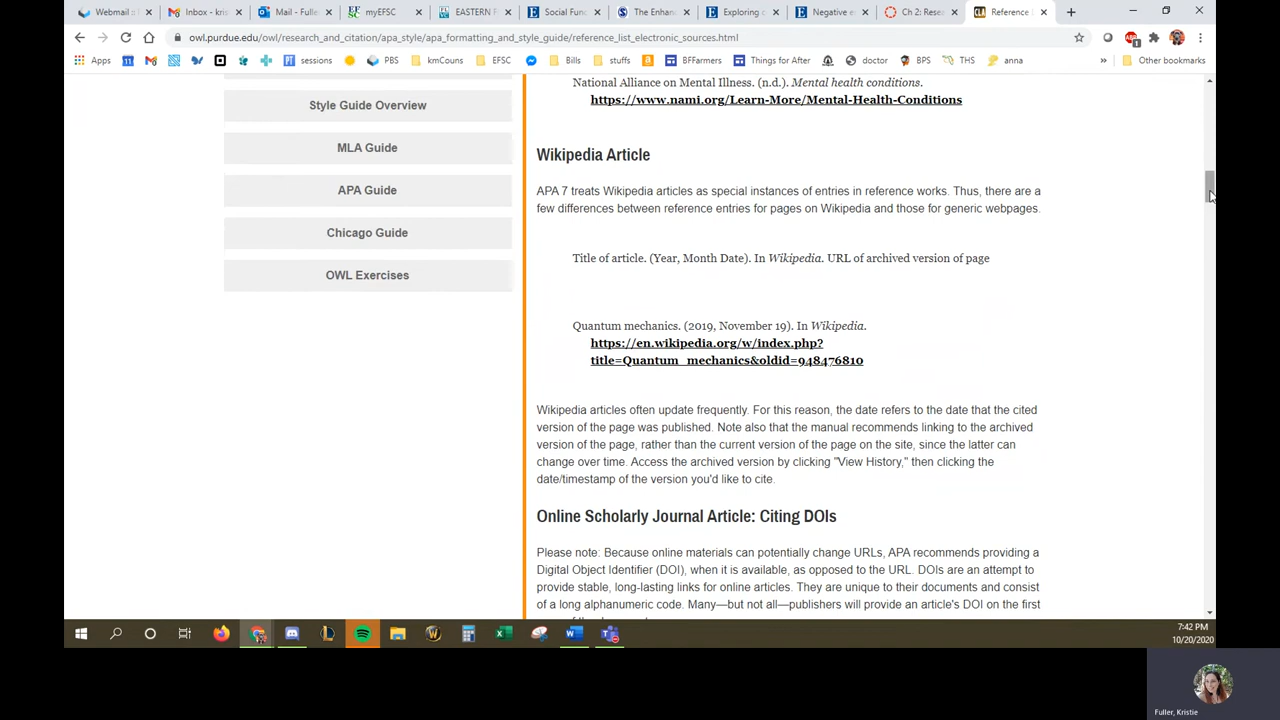 Webmail ::
Inbox - kris
Mail - Fulle
myEFSC
EASTERN F
Social Fun
The Enhan
Exploring c
Negative e
Ch 2: Rese
Reference
owl.purdue.edu/owl/research_and_citation/apa_style/apa_formatting_and_style_guide/reference_list_electronic_sources.html
Apps sessions PBS kmCouns EFSC Bills stuffs BFFarmers Things for After doctor BPS THS anna » Other bookmarks
National Alliance on Mental Illness. (n.d.). Mental health conditions.
https://www.nami.org/Learn-More/Mental-Health-Conditions
Style Guide Overview
MLA Guide
APA Guide
Chicago Guide
OWL Exercises
Wikipedia Article
APA 7 treats Wikipedia articles as special instances of entries in reference works. Thus, there are a
few differences between reference entries for pages on Wikipedia and those for generic webpages.
Title of article. (Year, Month Date). In Wikipedia. URL of archived version of page
Quantum mechanics. (2019, November 19). In Wikipedia.
https://en.wikipedia.org/w/index.php?
title=Quantum_mechanics&oldid=948476810
Wikipedia articles often update frequently. For this reason, the date refers to the date that the cited
version of the page was published. Note also that the manual recommends linking to the archived
version of the page, rather than the current version of the page on the site, since the latter can
change over time. Access the archived version by clicking "View History," then clicking the
date/timestamp of the version you'd like to cite.
Online Scholarly Journal Article: Citing DOIs
Please note: Because online materials can potentially change URLs, APA recommends providing a
Digital Object Identifier (DOI), when it is available, as opposed to the URL. DOIs are an attempt to
provide stable, long-lasting links for online articles. They are unique to their documents and consist
of a long alphanumeric code. Many—but not all—publishers will provide an article's DOI on the first
7:42 PM
10/20/2020
Fuller, Kristie